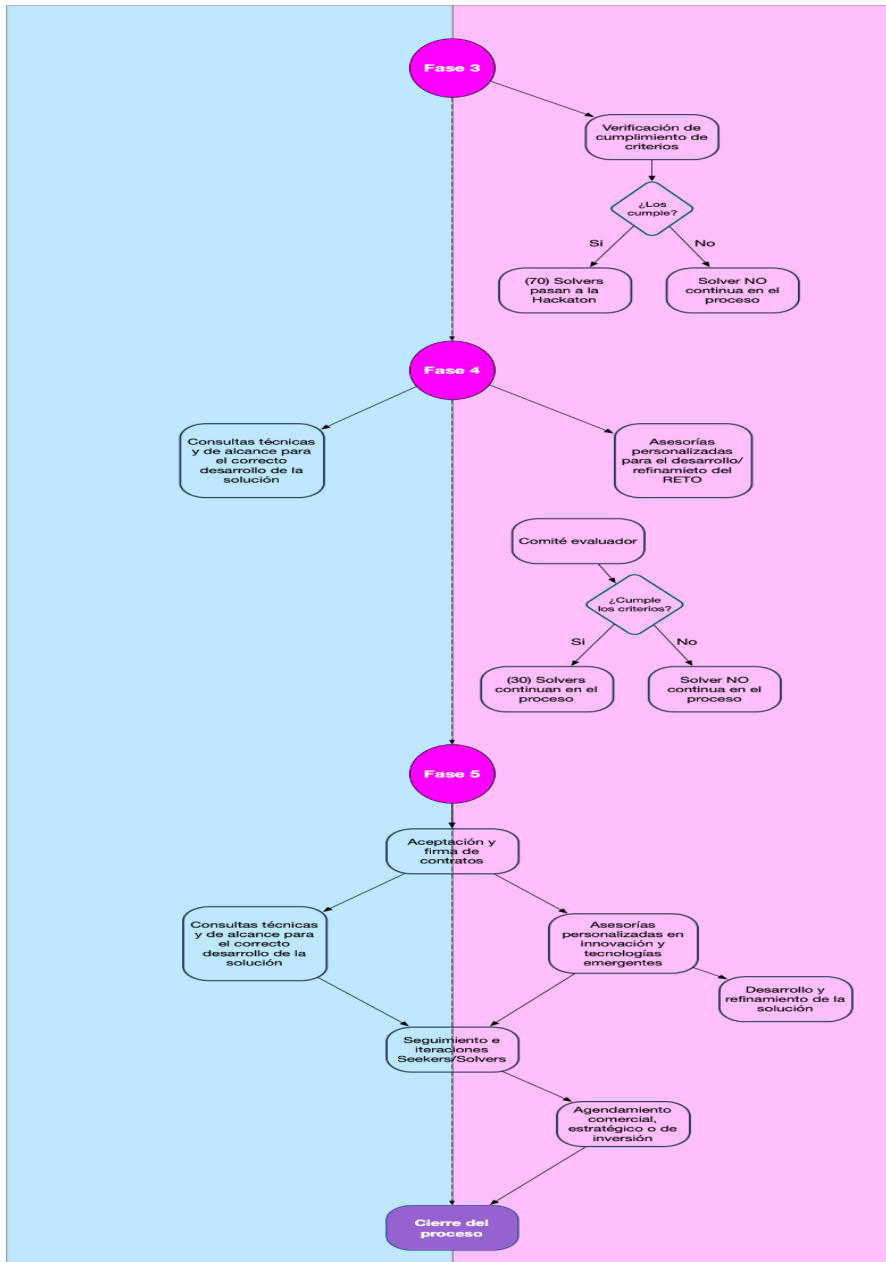 Fase 3
Verificación de
cumplimiento de
criterios
¿Los
cumple?
Si
No
(70) Solvers
pasan a la
Hackaton
Solver NO
continua en el
proceso
Fase 4
Consultas técnicas
y de alcance para
el correcto
desarrollo de la
solución
Asesorías
personalizadas
para el desarrollo/
refinamieto del
RETO
Comité evaluador
¿Cumple
los criterios?
Si
No
(30) Solvers
continuan en el
proceso
Solver NO
continua en el
proceso
Fase 5
Aceptación y
firma de
contratos
Consultas técnicas
y de alcance para
el correcto
desarrollo de la
solución
Asesorías
personalizadas en
innovación y
tecnologías
emergentes
Desarrollo y
refinamiento de la
solución
Seguimiento e
iteraciones
Seekers/Solvers
Agendamiento
comercial,
estratégico o de
inversión
Cierre del
proceso